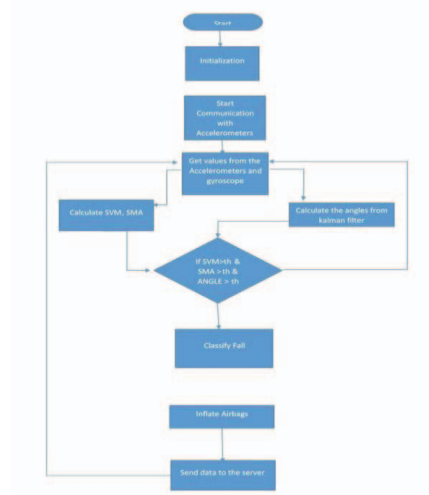 Start
Initialization
Start
Communication
with
Accelerometers
Get values from the
Accelerometers and
gyroscope
Calculate SVM, SMA
Calculate the angles from
kalman filter
If SVM>th &
SMA >th &
ANGLE > th
Classify Fall
Inflate Airbags
Send data to the server